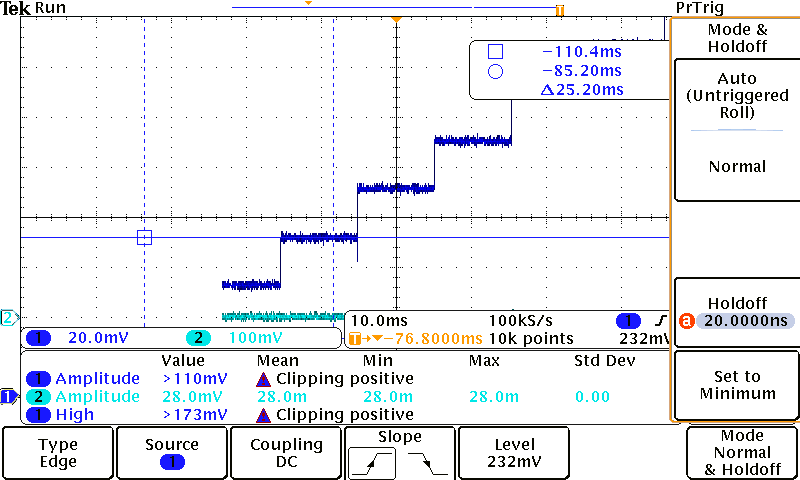 Tek Run PrTrig
T
Mode &
Holdoff
−110.4ms
−85.20ms
Δ25.20ms
Auto
(Untriggered
Roll)
Normal
2
1 20.0mV 2 100mV
10.0ms 100kS/s 1
T→▼−76.8000ms 10k points 232mV
Holdoff
a 20.0000ns
Value Mean Min Max Std Dev
1 Amplitude >110mV Clipping positive
2 Amplitude 28.0mV 28.0m 28.0m 28.0m 0.00
1 High >173mV Clipping positive
1
Set to
Minimum
Type
Edge
Source
1
Coupling
DC
Slope
Level
232mV
Mode
Normal
& Holdoff